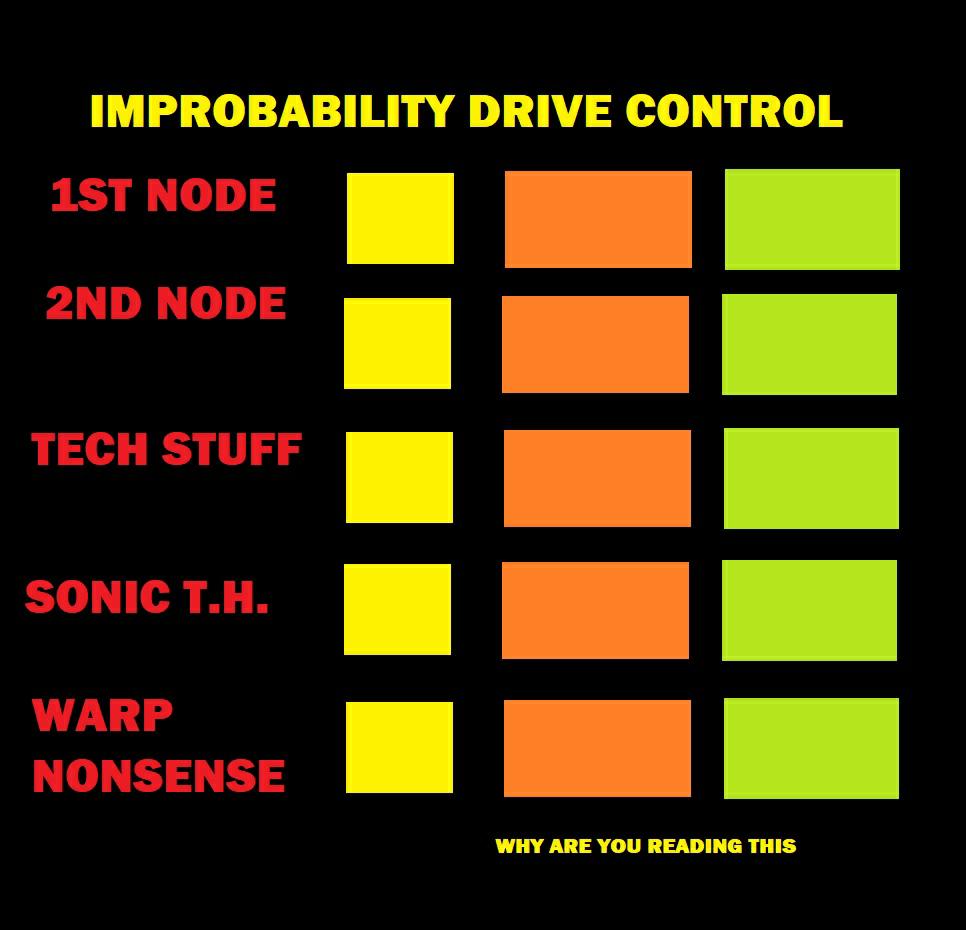 IMPROBABILITY DRIVE CONTROL
1ST NODE
2ND NODE
TECH STUFF
SONIC T.H.
WARP
NONSENSE
WHY ARE YOU READING THIS